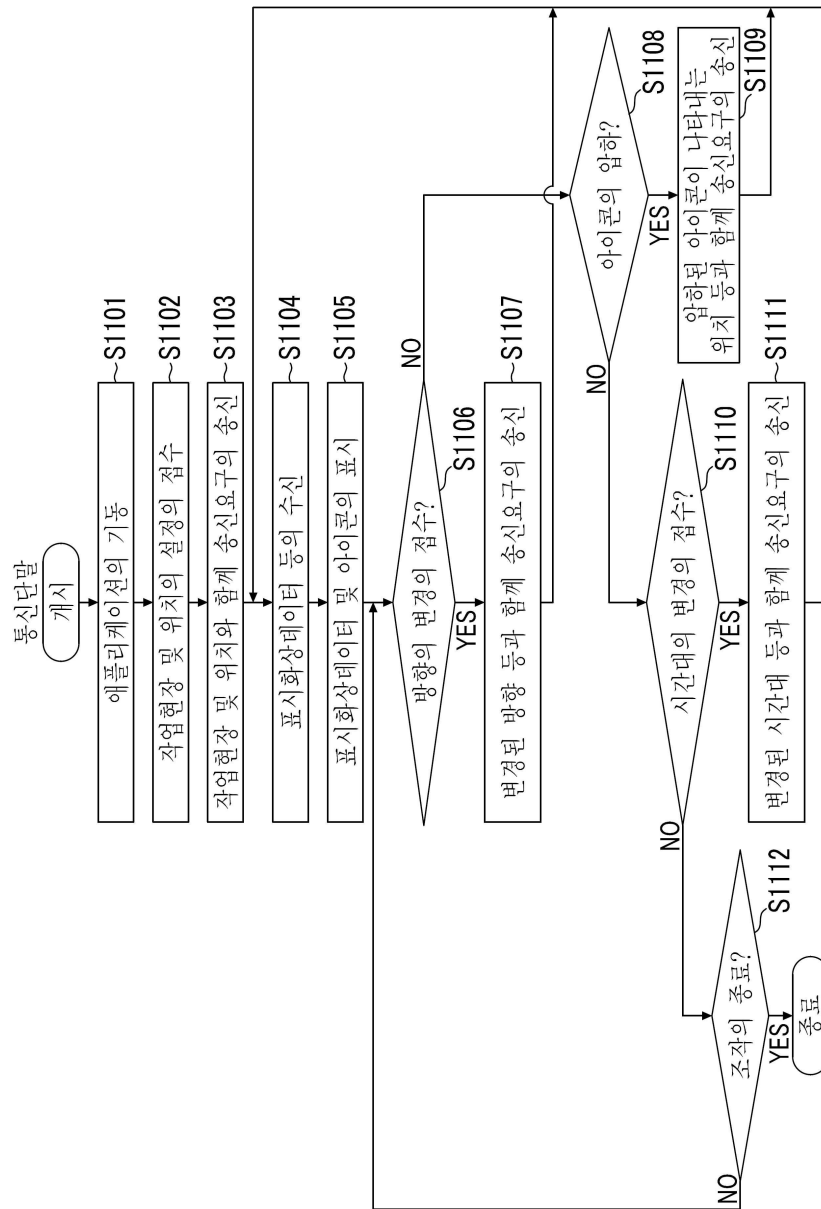 통신단말
개시
애플리케이션의 기동
S1101
작업현장 및 위치의 설정의 접수
S1102
작업현장 및 위치와 함께 송신요구의 송신
S1103
표시화상데이터 등의 수신
S1104
표시화상데이터 및 아이콘의 표시
S1105
방향의 변경의 접수?
S1106
NO
YES
변경된 방향 등과 함께 송신요구의 송신
S1107
아이콘의 압하?
S1108
NO
YES
압하된 아이콘이 나타내는
위치 등과 함께 송신요구의 송신
S1109
시간대의 변경의 접수?
S1110
NO
YES
변경된 시간대 등과 함께 송신요구의 송신
S1111
조작의 종료?
S1112
NO
YES
종료